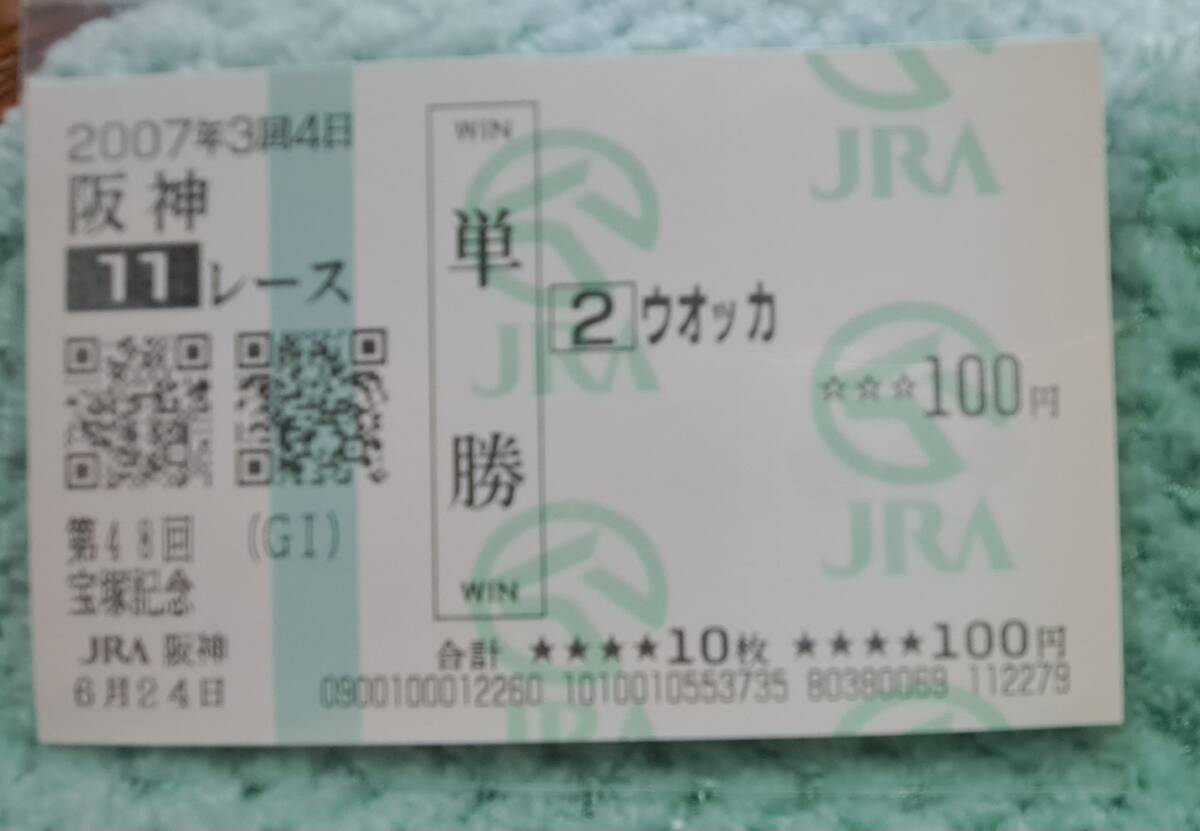 2007年3回4日
阪神
11レース
第48回 (GI)
宝塚記念
JRA 阪神
6月24日
WIN
単勝
WIN
2 ウオッカ
☆☆☆100円
合計 ★★★★10枚 ★★★★100円
0900100012260 1010010553735 80380069 112279
JRA
JRA
JRA
JRA